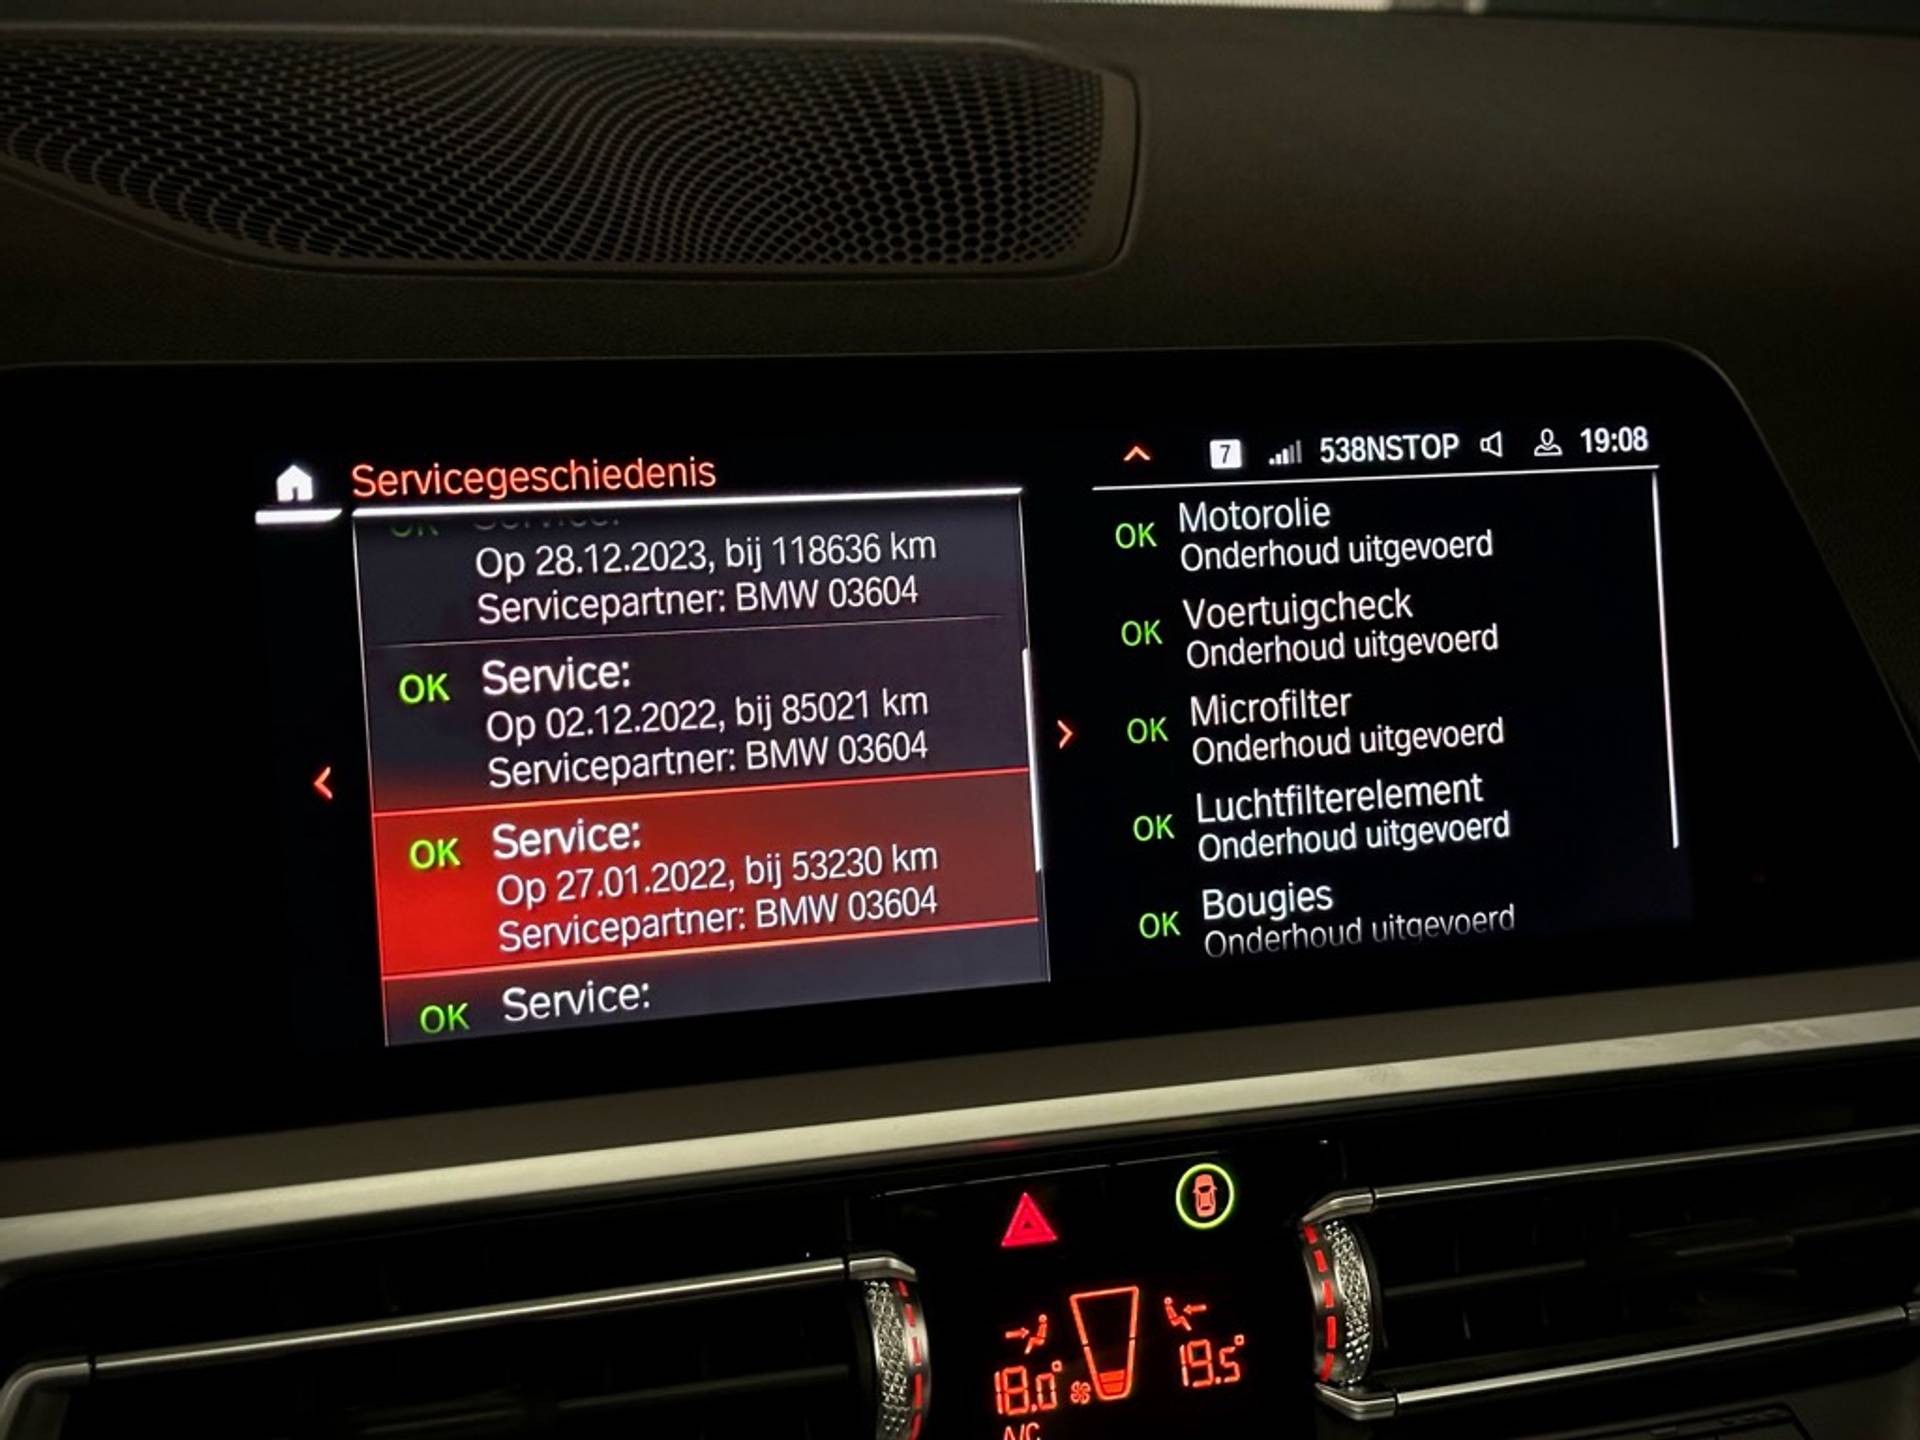 Servicegeschiedenis
7 538NSTOP 19:08
OK Service:
Op 28.12.2023, bij 118636 km
Servicepartner: BMW 03604
OK Service:
Op 02.12.2022, bij 85021 km
Servicepartner: BMW 03604
OK Service:
Op 27.01.2022, bij 53230 km
Servicepartner: BMW 03604
OK Service:
OK Motorolie
Onderhoud uitgevoerd
OK Voertuigcheck
Onderhoud uitgevoerd
OK Microfilter
Onderhoud uitgevoerd
OK Luchtfilterelement
Onderhoud uitgevoerd
OK Bougies
Onderhoud uitgevoerd
18.0° 19.5°
A/C